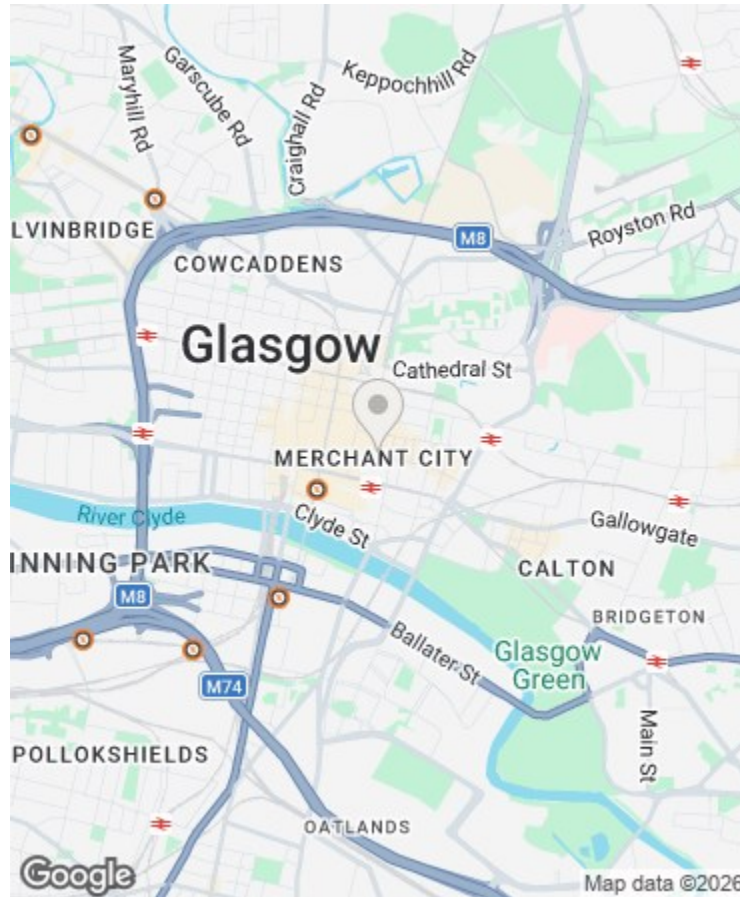 Maryhill Rd
Garscube Rd
Craighall Rd
Keppochhill Rd
Royston Rd
LVINBRIDGE
M8
COWCADDENS
Glasgow
Cathedral St
MERCHANT CITY
River Clyde
Clyde St
Gallowgate
INNING PARK
CALTON
M8
BRIDGETON
Ballater St
Glasgow
Green
M74
Main St
POLLOKSHIELDS
OATLANDS
Google
Map data ©2026